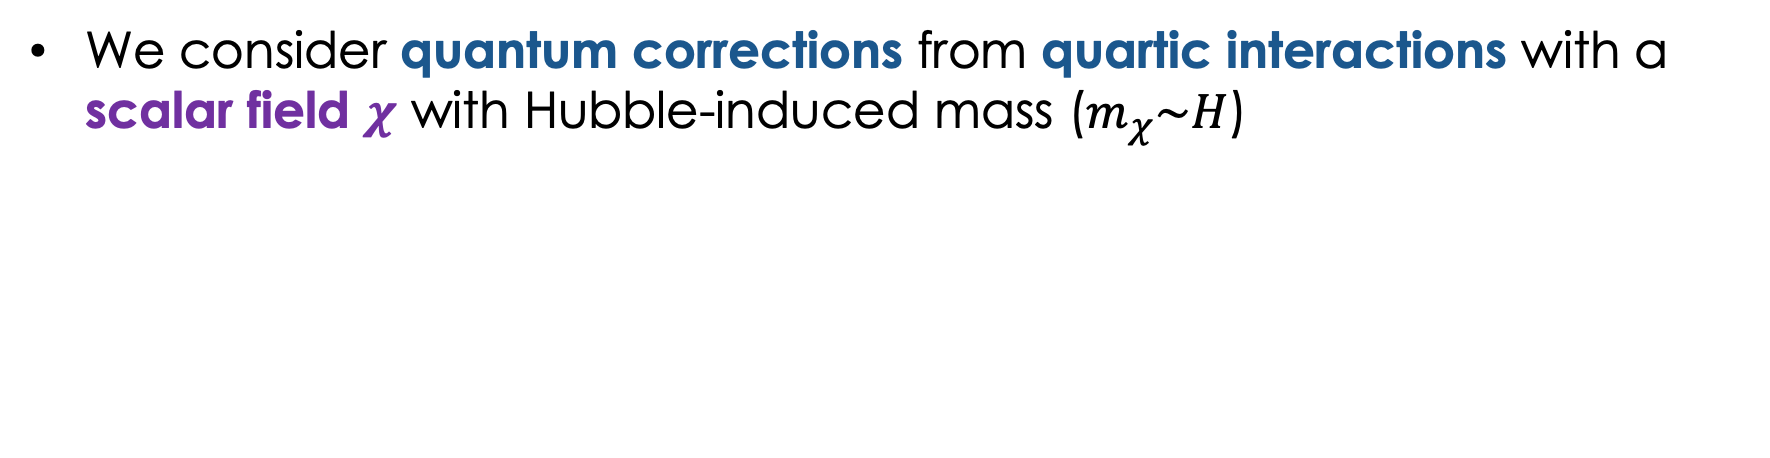 • We consider quantum corrections from quartic interactions with a
scalar field χ with Hubble-induced mass (m_χ~H)